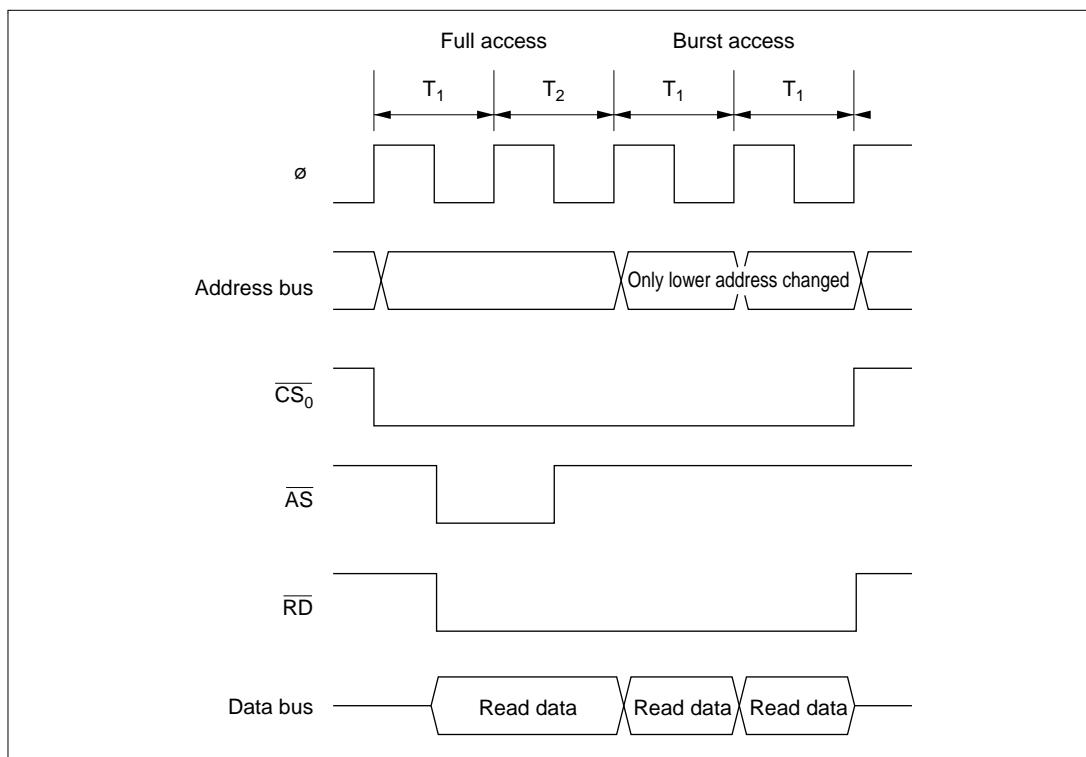 Full access Burst access
T1 T2 T1 T1
ø
Only lower address changed
Address bus
CS0
AS
RD
Read data Read data Read data
Data bus